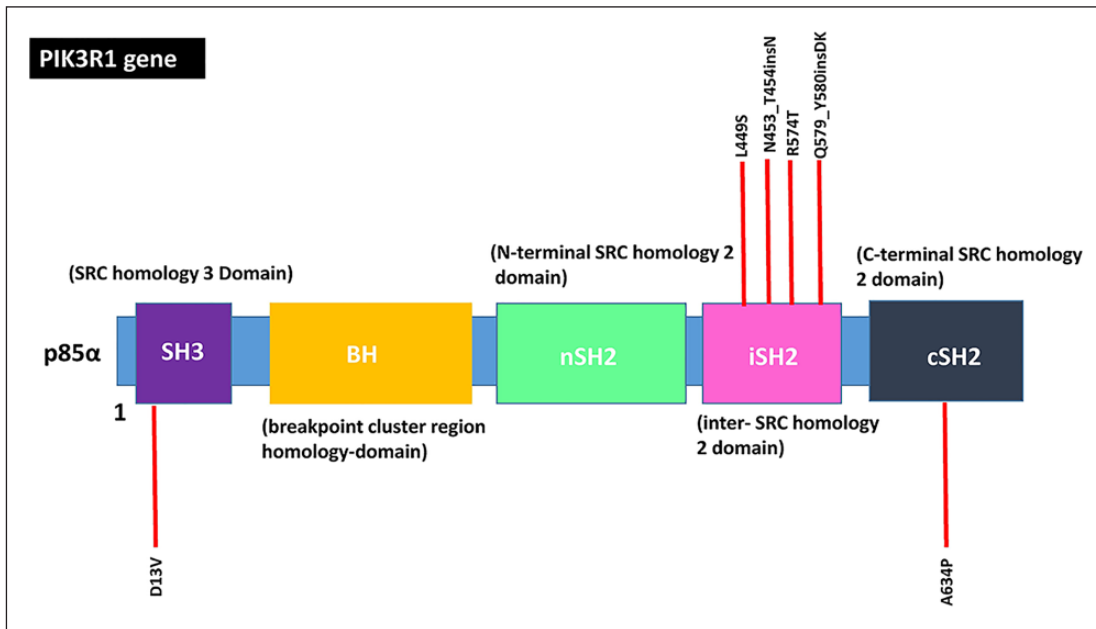 PIK3R1 gene
L449S
N453_T454insN
R574T
Q579_Y580insDK
(SRC homology 3 Domain)
(N-terminal SRC homology 2
domain)
(C-terminal SRC homology
2 domain)
p85α
SH3
BH
nSH2
iSH2
cSH2
1
(breakpoint cluster region
homology-domain)
(inter- SRC homology
2 domain)
D13V
A634P